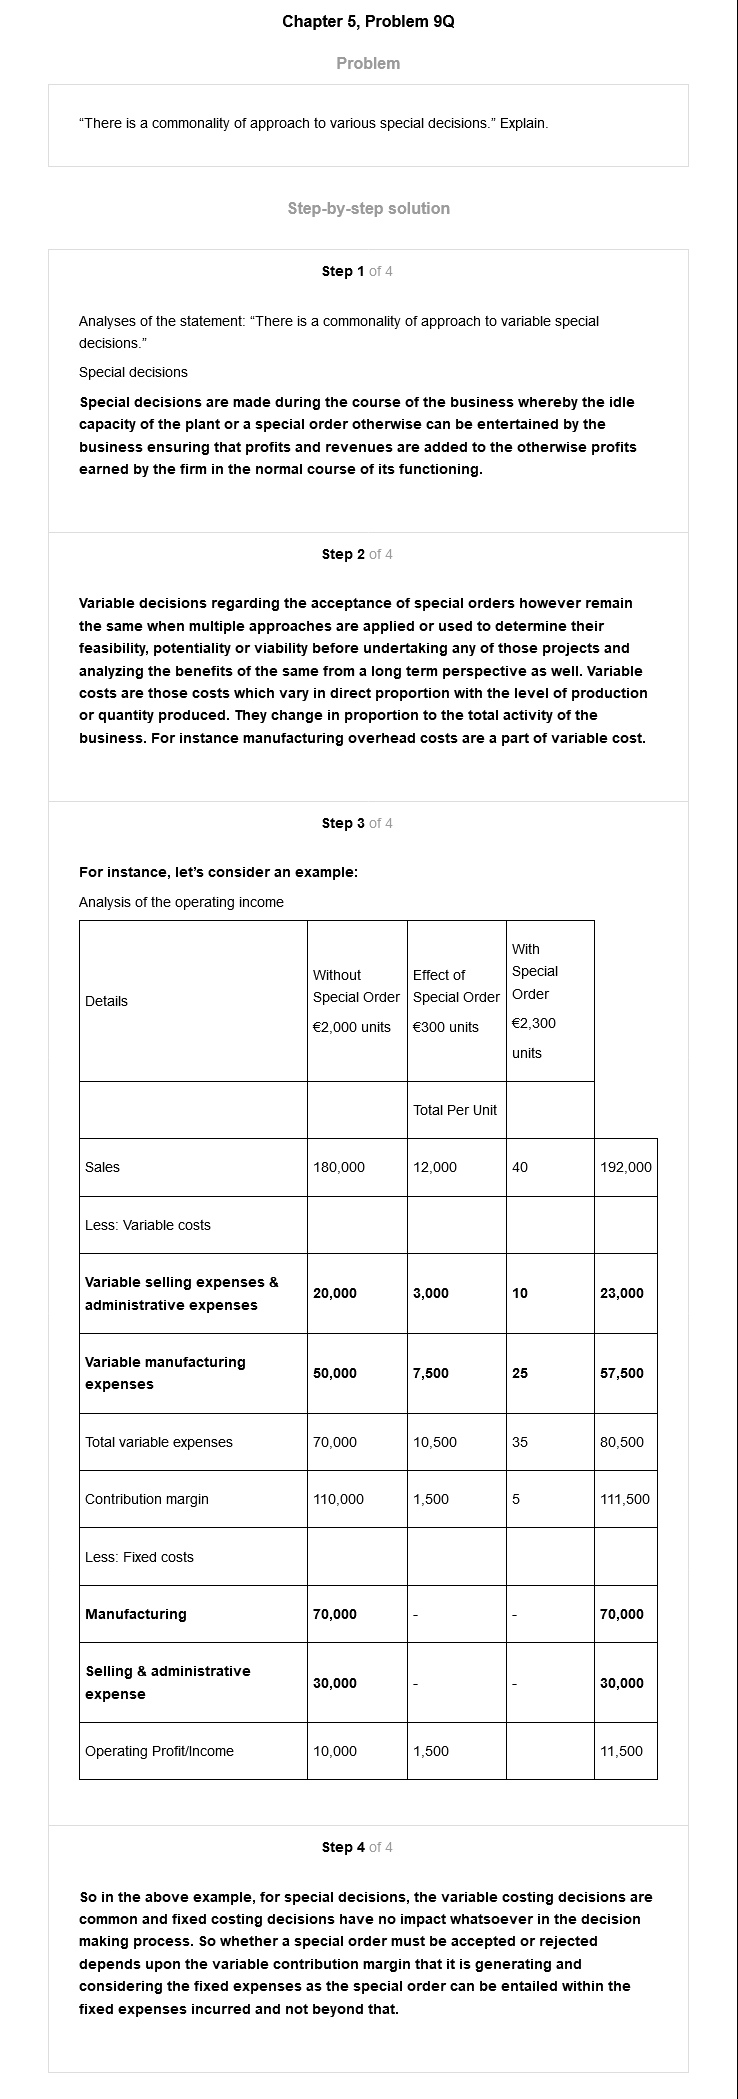 Chapter 5, Problem 9Q
Problem
“There is a commonality of approach to various special decisions.” Explain.
Step-by-step solution
Step 1 of 4
Analyses of the statement: “There is a commonality of approach to variable special
decisions.”
Special decisions
Special decisions are made during the course of the business whereby the idle
capacity of the plant or a special order otherwise can be entertained by the
business ensuring that profits and revenues are added to the otherwise profits
earned by the firm in the normal course of its functioning.
Step 2 of 4
Variable decisions regarding the acceptance of special orders however remain
the same when multiple approaches are applied or used to determine their
feasibility, potentiality or viability before undertaking any of those projects and
analyzing the benefits of the same from a long term perspective as well. Variable
costs are those costs which vary in direct proportion with the level of production
or quantity produced. They change in proportion to the total activity of the
business. For instance manufacturing overhead costs are a part of variable cost.
Step 3 of 4
For instance, let’s consider an example:
Analysis of the operating income
Details
Without
Special Order
€2,000 units
Effect of
Special Order
€300 units
With
Special
Order
€2,300
units
Total Per Unit
Sales 180,000 12,000 40 192,000
Less: Variable costs
Variable selling expenses &
administrative expenses
20,000 3,000 10 23,000
Variable manufacturing
expenses
50,000 7,500 25 57,500
Total variable expenses 70,000 10,500 35 80,500
Contribution margin 110,000 1,500 5 111,500
Less: Fixed costs
Manufacturing 70,000 - - 70,000
Selling & administrative
expense
30,000 - - 30,000
Operating Profit/Income 10,000 1,500 11,500
Step 4 of 4
So in the above example, for special decisions, the variable costing decisions are
common and fixed costing decisions have no impact whatsoever in the decision
making process. So whether a special order must be accepted or rejected
depends upon the variable contribution margin that it is generating and
considering the fixed expenses as the special order can be entailed within the
fixed expenses incurred and not beyond that.